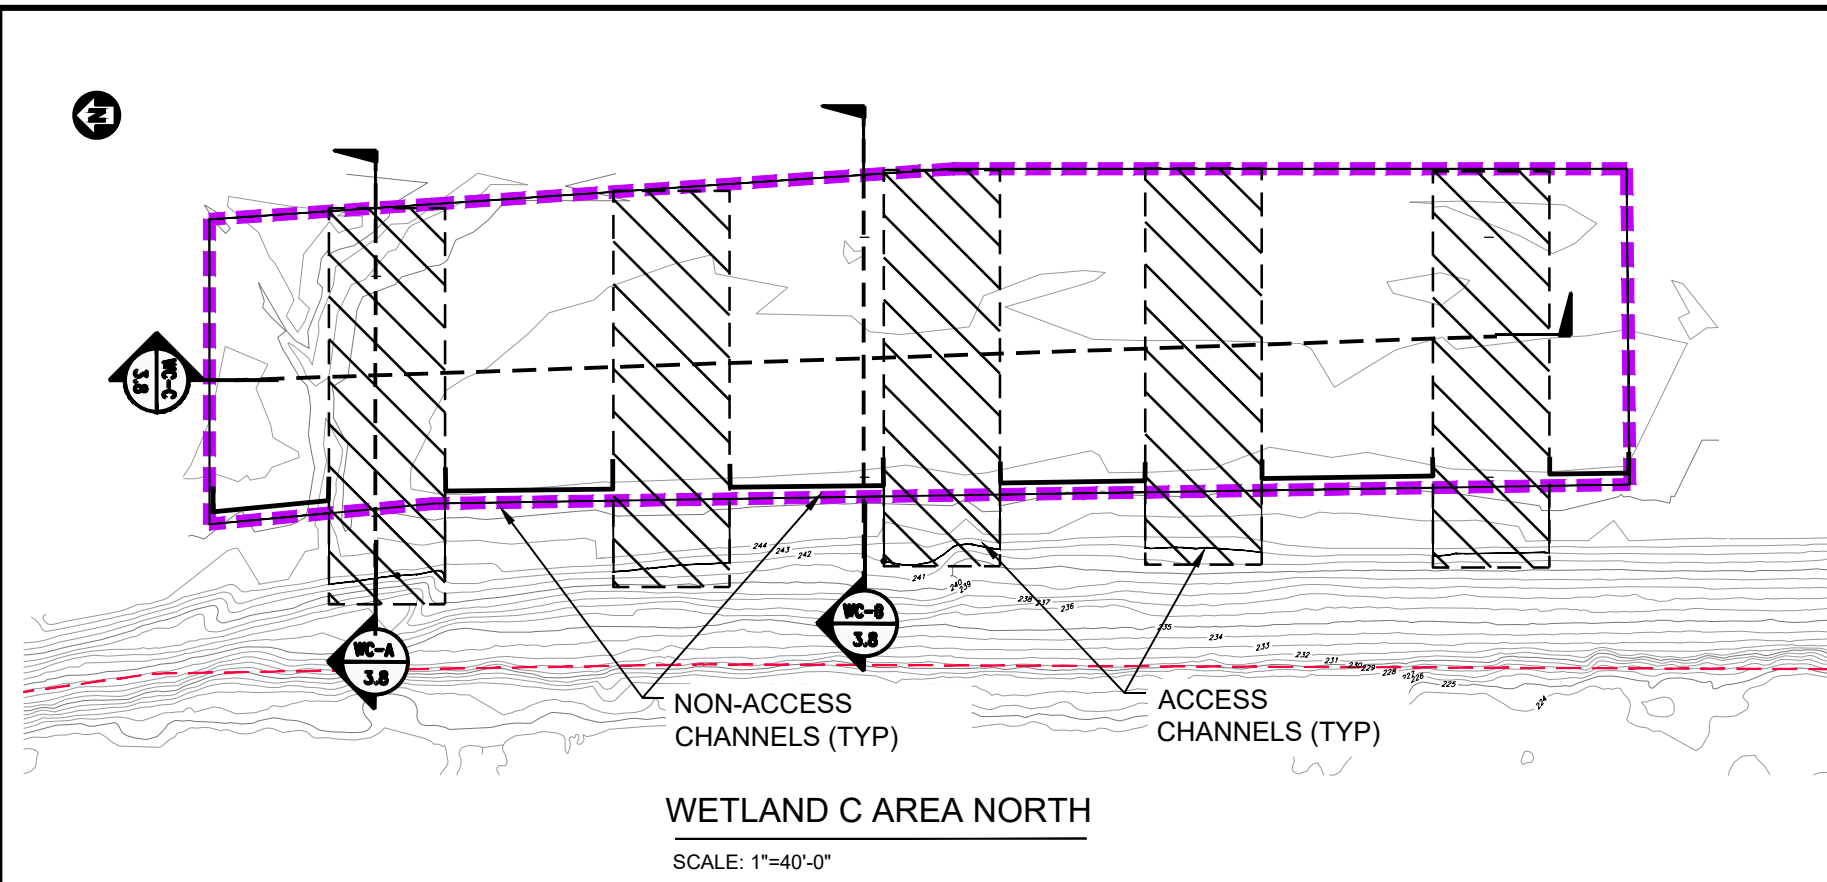 N
WC-C
3.8
244
243
242
241
240
239
238
237
236
235
234
233
232
231
230
229
228
227
226
225
224
WC-B
3.8
WC-A
3.8
NON-ACCESS
CHANNELS (TYP)
ACCESS
CHANNELS (TYP)
WETLAND C AREA NORTH
SCALE: 1"=40'-0"